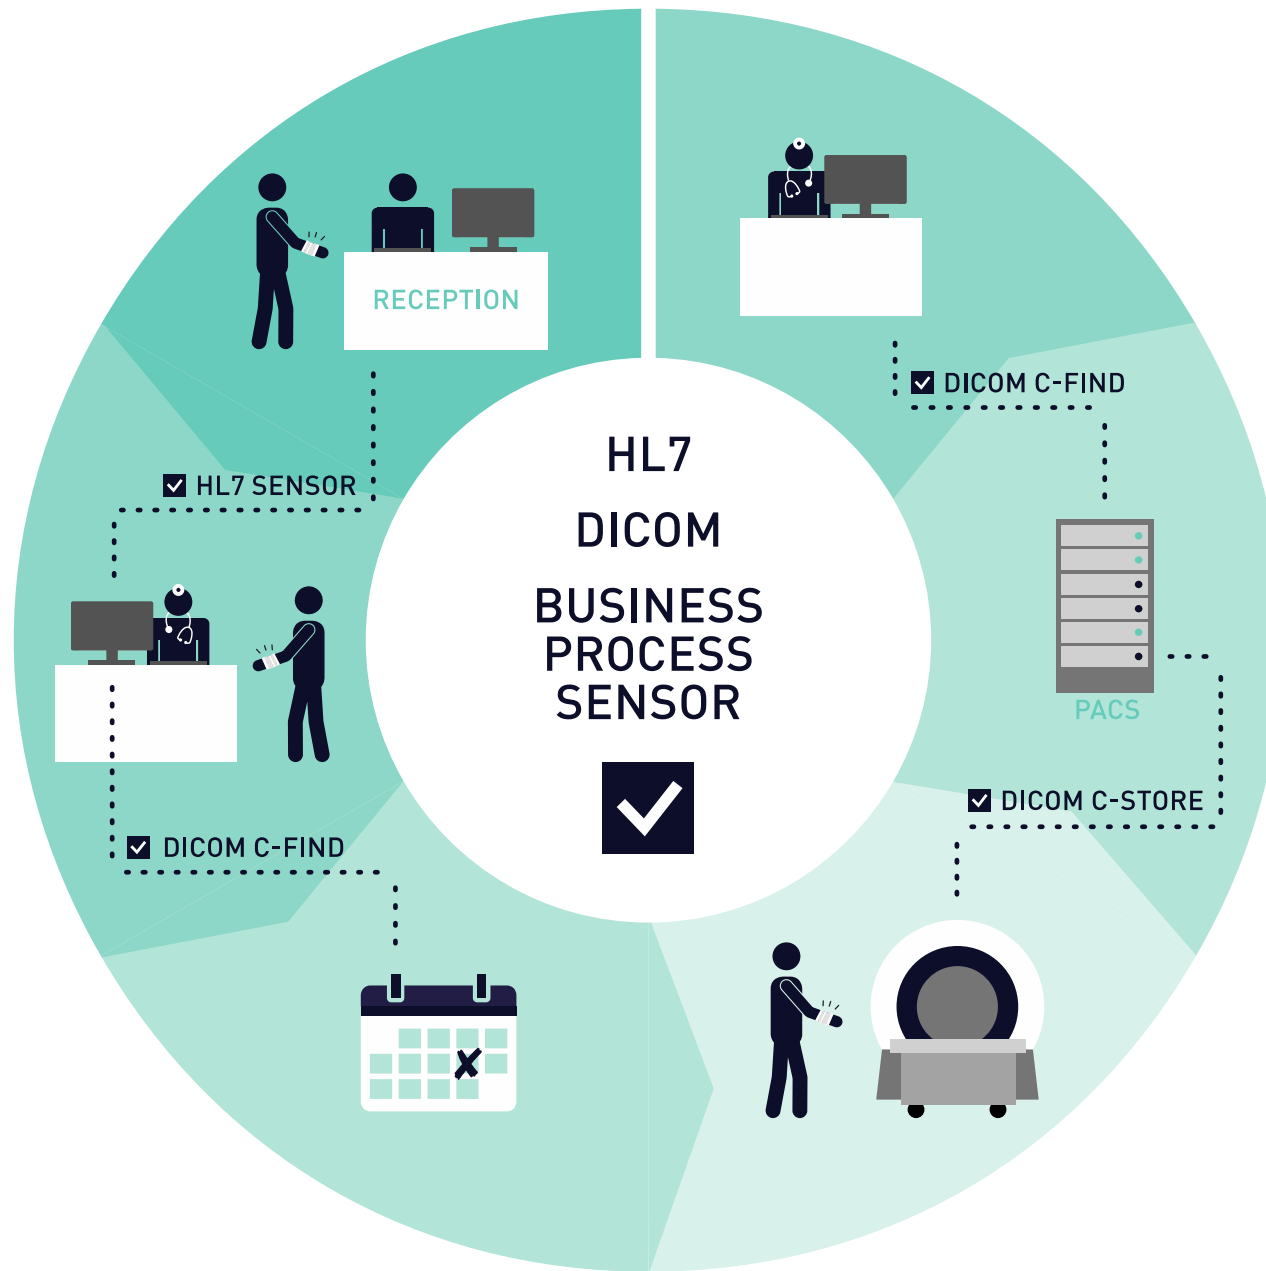 RECEPTION
HL7 SENSOR
DICOM C-FIND
HL7
DICOM
BUSINESS
PROCESS
SENSOR
DICOM C-FIND
PACS
DICOM C-STORE